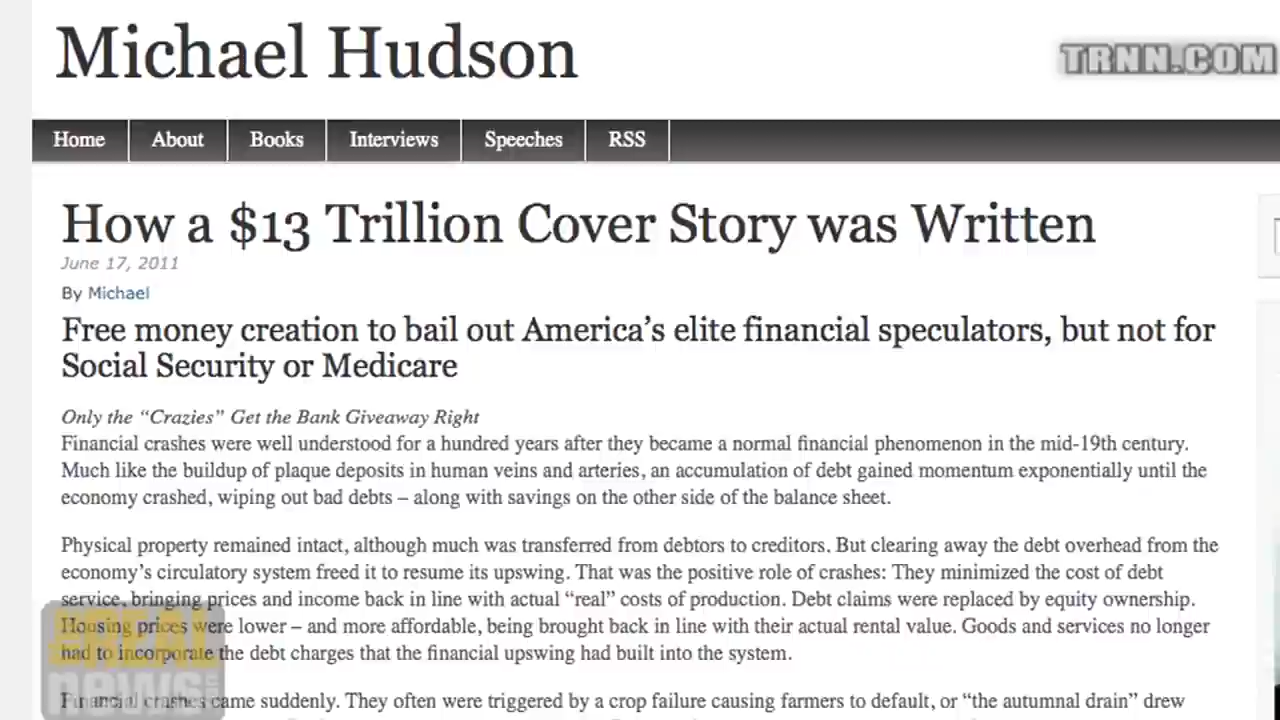 Michael Hudson
TRNN.COM
Home About Books Interviews Speeches RSS
How a $13 Trillion Cover Story was Written
June 17, 2011
By Michael
Free money creation to bail out America’s elite financial speculators, but not for
Social Security or Medicare
Only the “Crazies” Get the Bank Giveaway Right
Financial crashes were well understood for a hundred years after they became a normal financial phenomenon in the mid-19th century.
Much like the buildup of plaque deposits in human veins and arteries, an accumulation of debt gained momentum exponentially until the
economy crashed, wiping out bad debts – along with savings on the other side of the balance sheet.
Physical property remained intact, although much was transferred from debtors to creditors. But clearing away the debt overhead from the
economy’s circulatory system freed it to resume its upswing. That was the positive role of crashes: They minimized the cost of debt
service, bringing prices and income back in line with actual “real” costs of production. Debt claims were replaced by equity ownership.
Housing prices were lower – and more affordable, being brought back in line with their actual rental value. Goods and services no longer
had to incorporate the debt charges that the financial upswing had built into the system.
Financial crashes came suddenly. They often were triggered by a crop failure causing farmers to default, or “the autumnal drain” drew
news